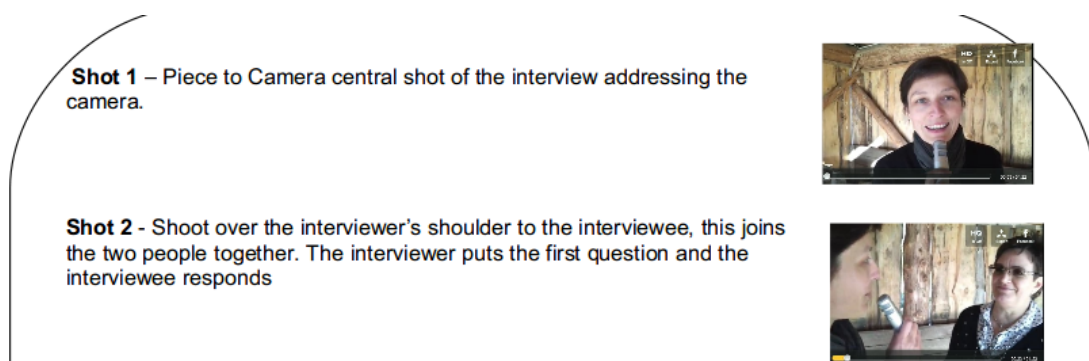 Shot 1 – Piece to Camera central shot of the interview addressing the
camera.
HD
Shot 2 - Shoot over the interviewer's shoulder to the interviewee, this joins
the two people together. The interviewer puts the first question and the
interviewee responds